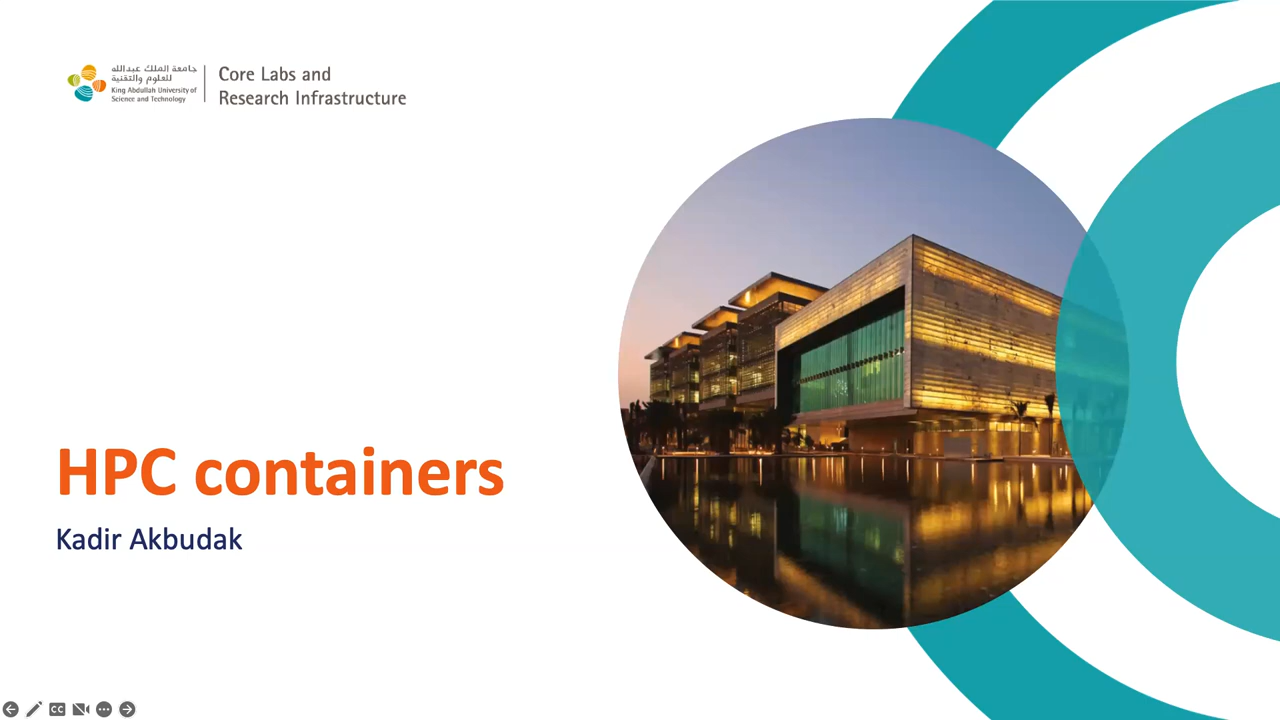 جامعة الملك عبدالله
للعلوم والتقنية
King Abdullah University of
Science and Technology
Core Labs and
Research Infrastructure
HPC containers
Kadir Akbudak
CC